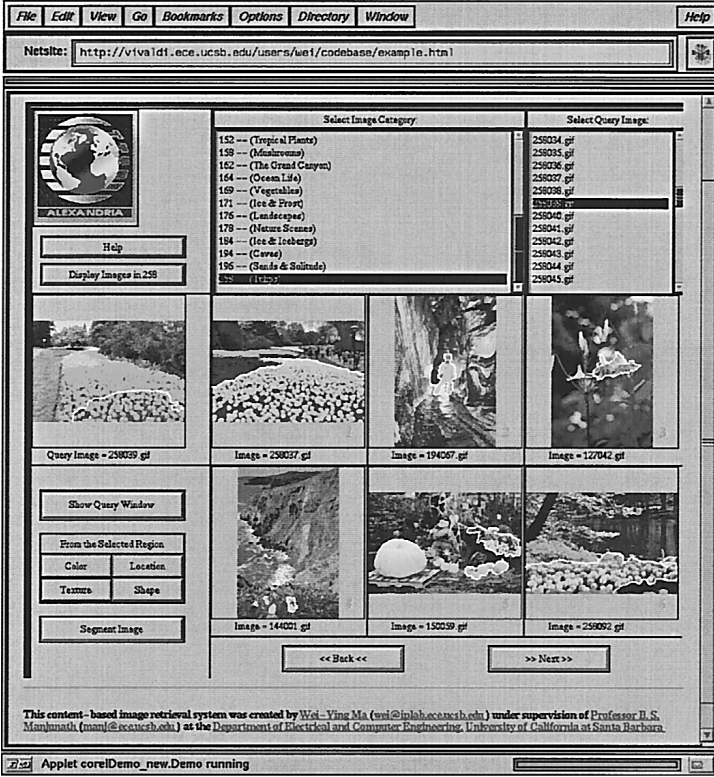 File Edit View Go Bookmarks Options Directory Window Help
Netsite: http://vivaldi.ece.ucsb.edu/users/wei/codebase/example.html
ALEXANDRIA
Help
Display Images in 258
Select Image Category:
152 -- (Tropical Plants)
158 -- (Mushrooms)
162 -- (The Grand Canyon)
164 -- (Ocean Life)
169 -- (Vegetables)
171 -- (Ice & Frost)
176 -- (Landscapes)
178 -- (Nature Scenes)
184 -- (Ice & Icebergs)
194 -- (Caves)
196 -- (Sands & Solitude)
Select Query Image:
258034.gif
258035.gif
258036.gif
258037.gif
258038.gif
258040.gif
258041.gif
258042.gif
258043.gif
258044.gif
258045.gif
1 2 3
Query Image = 258039.gif Image = 258037.gif Image = 194067.gif Image = 127042.gif
Show Query Window
From the Selected Region
Color Location
Texture Shape
Segment Image
4 5 6
Image = 144001.gif Image = 150059.gif Image = 258092.gif
<< Back << >> Next >>
This content-based image retrieval system was created by Wei-Ying Ma (wei@iplab.ece.ucsb.edu) under supervision of Professor B. S.
Manjunath (manj@ece.ucsb.edu) at the Department of Electrical and Computer Engineering, University of California at Santa Barbara.
Applet corelDemo_new.Demo running